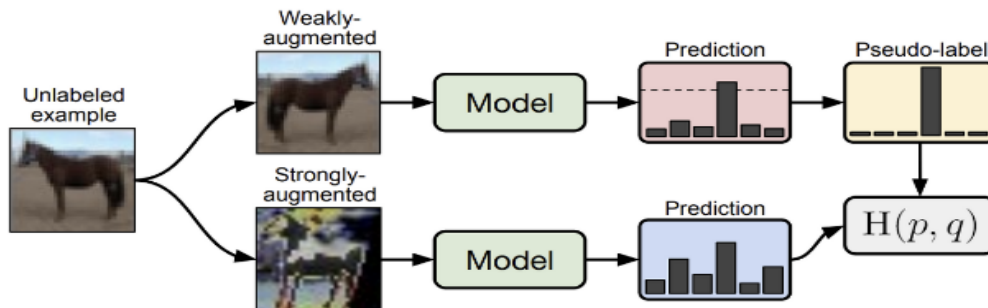 Weakly-
augmented
Prediction
Pseudo-label
Unlabeled
example
Model
Strongly-
augmented
Prediction
Model
H(p, q)